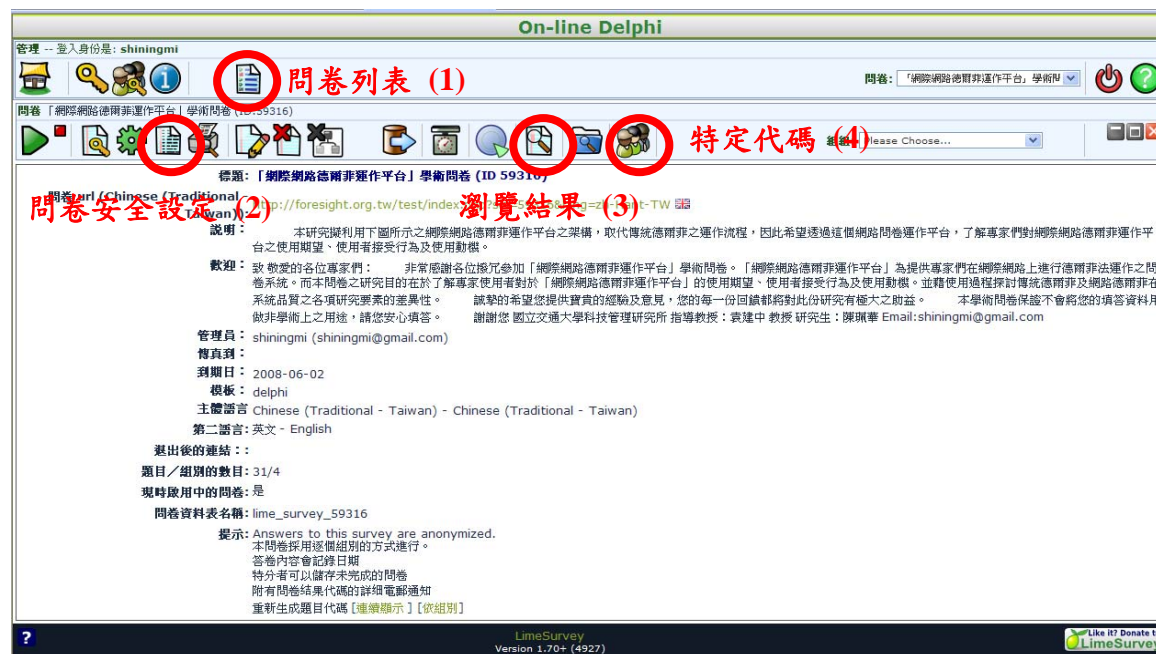 On-line Delphi
管理 -- 登入身份是: shiningmi
問卷列表 (1)
問卷: 「網際網路德爾菲運作平台」學術問
問卷 「網際網路德爾菲運作平台」學術問卷 (ID:59316)
特定代碼 (4)
Please Choose...
標題: 「網際網路德爾菲運作平台」學術問卷 (ID 59316)
問卷url (Chinese (Traditional - Taiwan)):
問卷安全設定 (2)
瀏覽結果 (3)
說明: 本研究擬利用下圖所示之網際網路德爾菲運作平台之架構,取代傳統德爾菲之運作流程,因此希望透過這個網路問卷運作平台,了解專家們對網際網路德爾菲運作平
台之使用期望、使用者接受行為及使用動機。
歡迎: 致 敬愛的各位專家們: 非常感謝各位撥冗參加「網際網路德爾菲運作平台」學術問卷。「網際網路德爾菲運作平台」為提供專家們在網際網路上進行德爾菲法運作之問
卷系統。而本問卷之研究目的在於了解專家使用者對於「網際網路德爾菲運作平台」的使用期望、使用者接受行為及使用動機。並藉使用過程探討傳統德爾菲及網路德爾菲在
系統品質之各項研究要素的差異性。 誠摯的希望您提供寶貴的經驗及意見,您的每一份回饋都將對此份研究有極大之助益。 本學術問卷保證不會將您的填答資料用
做非學術上之用途,請您安心填答。 謝謝您 國立交通大學科技管理研究所 指導教授:袁建中 教授 研究生:陳珮華 Email:shiningmi@gmail.com
管理員: shiningmi (shiningmi@gmail.com)
傳真到:
到期日: 2008-06-02
模板: delphi
主體語言 Chinese (Traditional - Taiwan) - Chinese (Traditional - Taiwan)
第二語言: 英文 - English
退出後的連結: :
題目/組別的數目: 31/4
現時啟用中的問卷: 是
問卷資料表名稱: lime_survey_59316
提示: Answers to this survey are anonymized.
本問卷採用逐個組別的方式進行。
答卷內容會記錄日期
特分者可以儲存未完成的問卷
附有問卷結果代碼的詳細電郵通知
重新生成題目代碼 [連續顯示 ] [依組別]
?
LimeSurvey
Version 1.70+ (4927)
Like it? Donate t
LimeSurvey